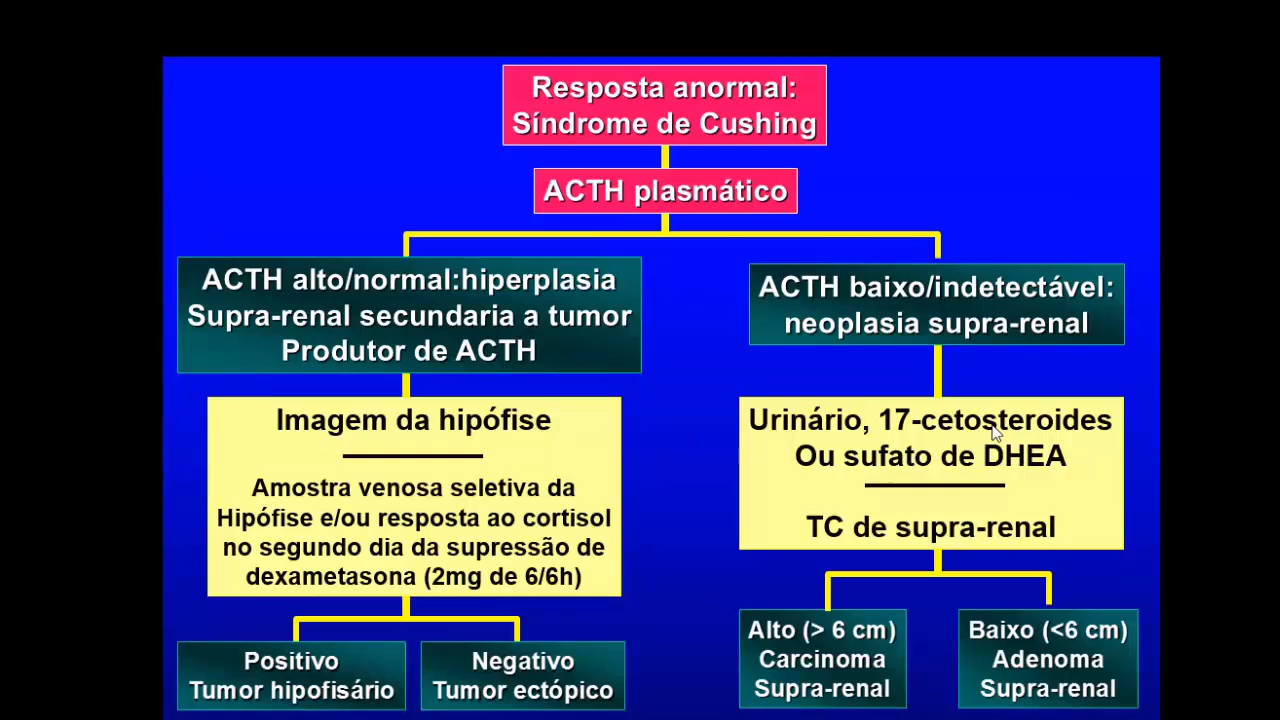 Resposta anormal:
Síndrome de Cushing
ACTH plasmático
ACTH alto/normal:hiperplasia
Supra-renal secundaria a tumor
Produtor de ACTH
ACTH baixo/indetectável:
neoplasia supra-renal
Imagem da hipófise
Amostra venosa seletiva da
Hipófise e/ou resposta ao cortisol
no segundo dia da supressão de
dexametasona (2mg de 6/6h)
Urinário, 17-cetosteroides
Ou sufato de DHEA
TC de supra-renal
Positivo
Tumor hipofisário
Negativo
Tumor ectópico
Alto (> 6 cm)
Carcinoma
Supra-renal
Baixo (<6 cm)
Adenoma
Supra-renal